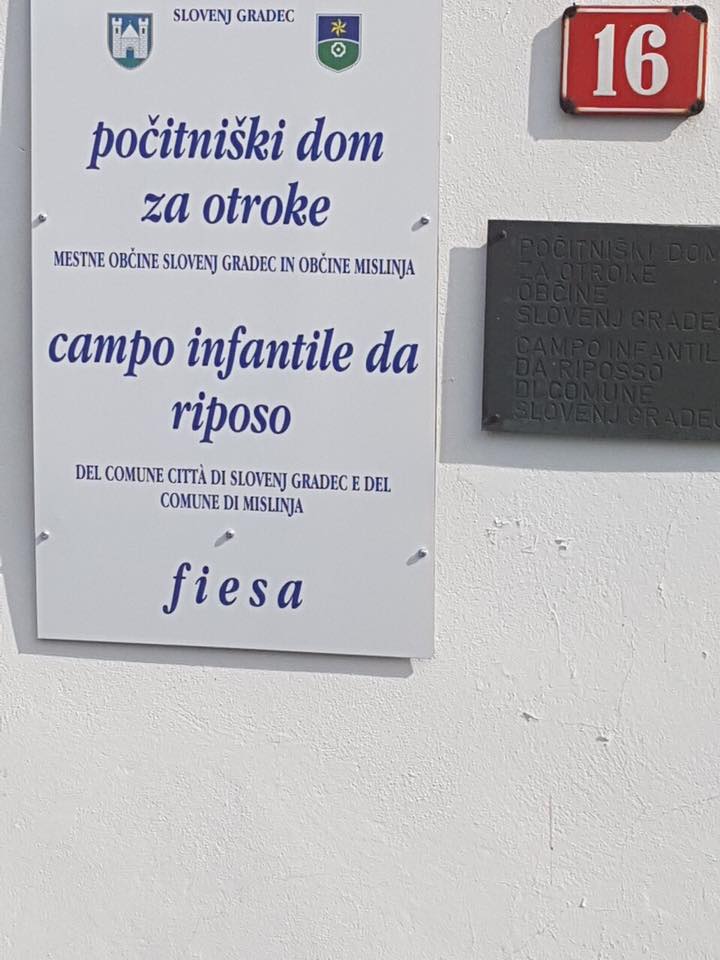 SLOVENJ GRADEC
počitniški dom
za otroke
MESTNE OBČINE SLOVENJ GRADEC IN OBČINE MISLINJA
campo infantile da
riposo
DEL COMUNE CITTÀ DI SLOVENJ GRADEC E DEL
COMUNE DI MISLINJA
fiesa
16
POČITNIŠKI DOM
ZA OTROKE
OBČINE
SLOVENJ GRADEC
CAMPO INFANTIL
DA RIPOSSO
DI COMUNE
SLOVENJ GRADEC